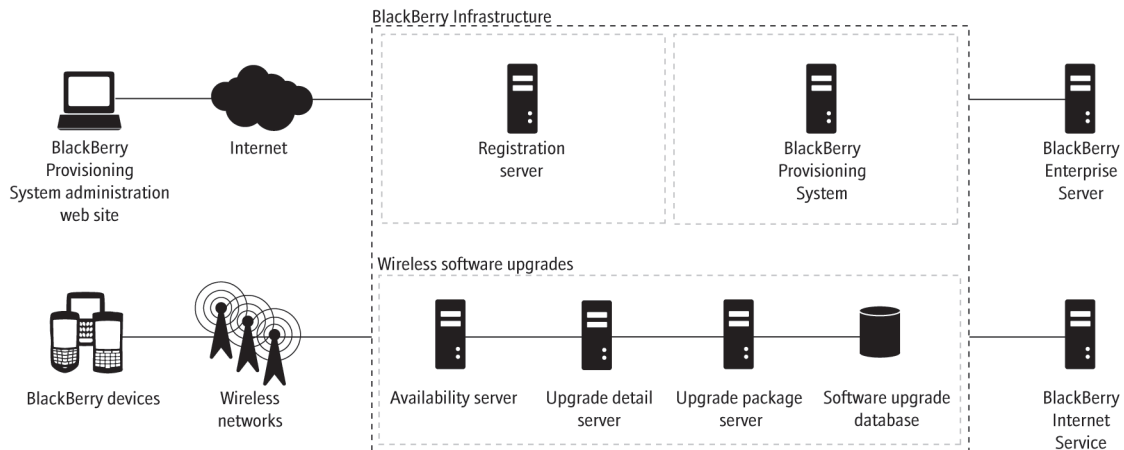 BlackBerry Infrastructure
BlackBerry
Provisioning
System administration
web site
Internet
Registration
server
BlackBerry
Provisioning
System
BlackBerry
Enterprise
Server
Wireless software upgrades
BlackBerry devices
Wireless
networks
Availability server
Upgrade detail
server
Upgrade package
server
Software upgrade
database
BlackBerry
Internet
Service